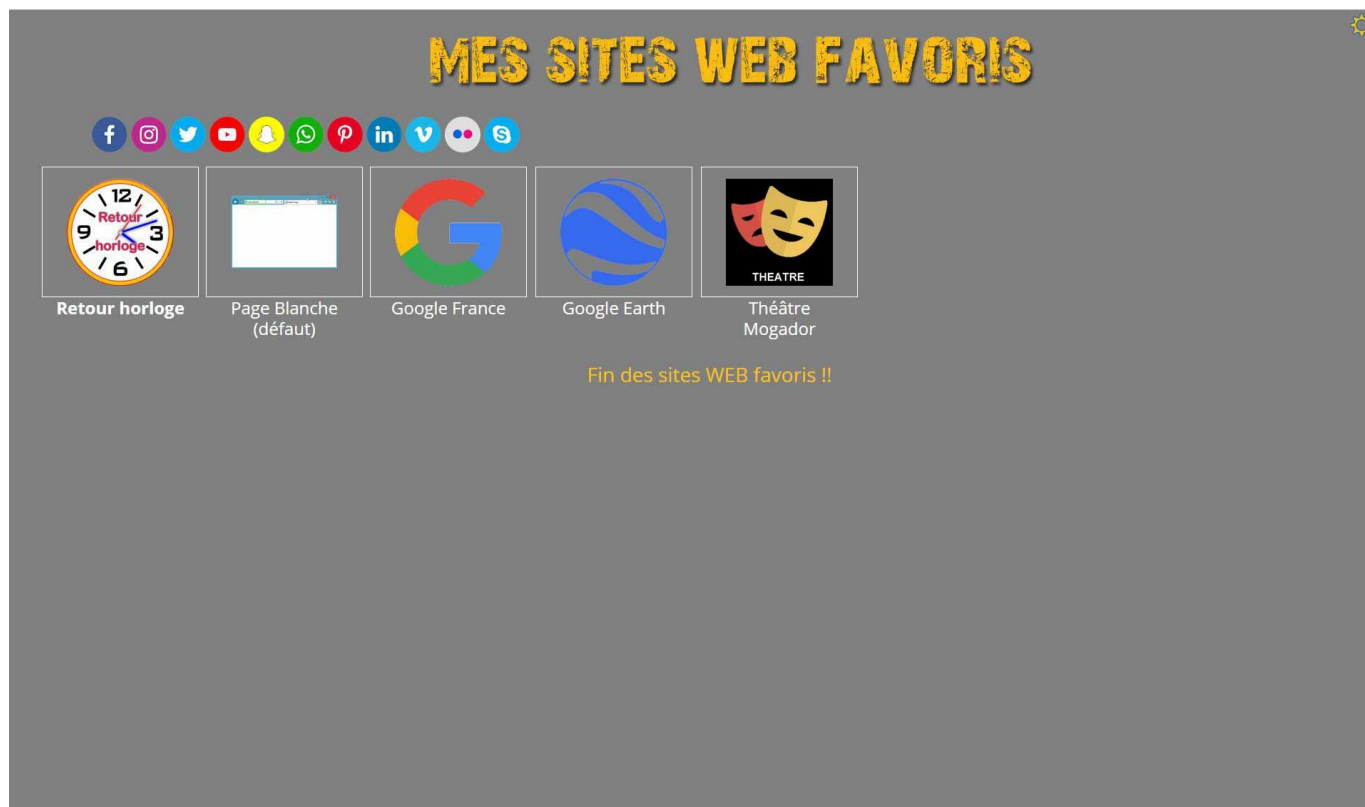 MES SITES WEB FAVORIS
12
Retour
9 3
horloge
6
THEATRE
Retour horloge
Page Blanche
(défaut)
Google France
Google Earth
Théâtre
Mogador
Fin des sites WEB favoris !!